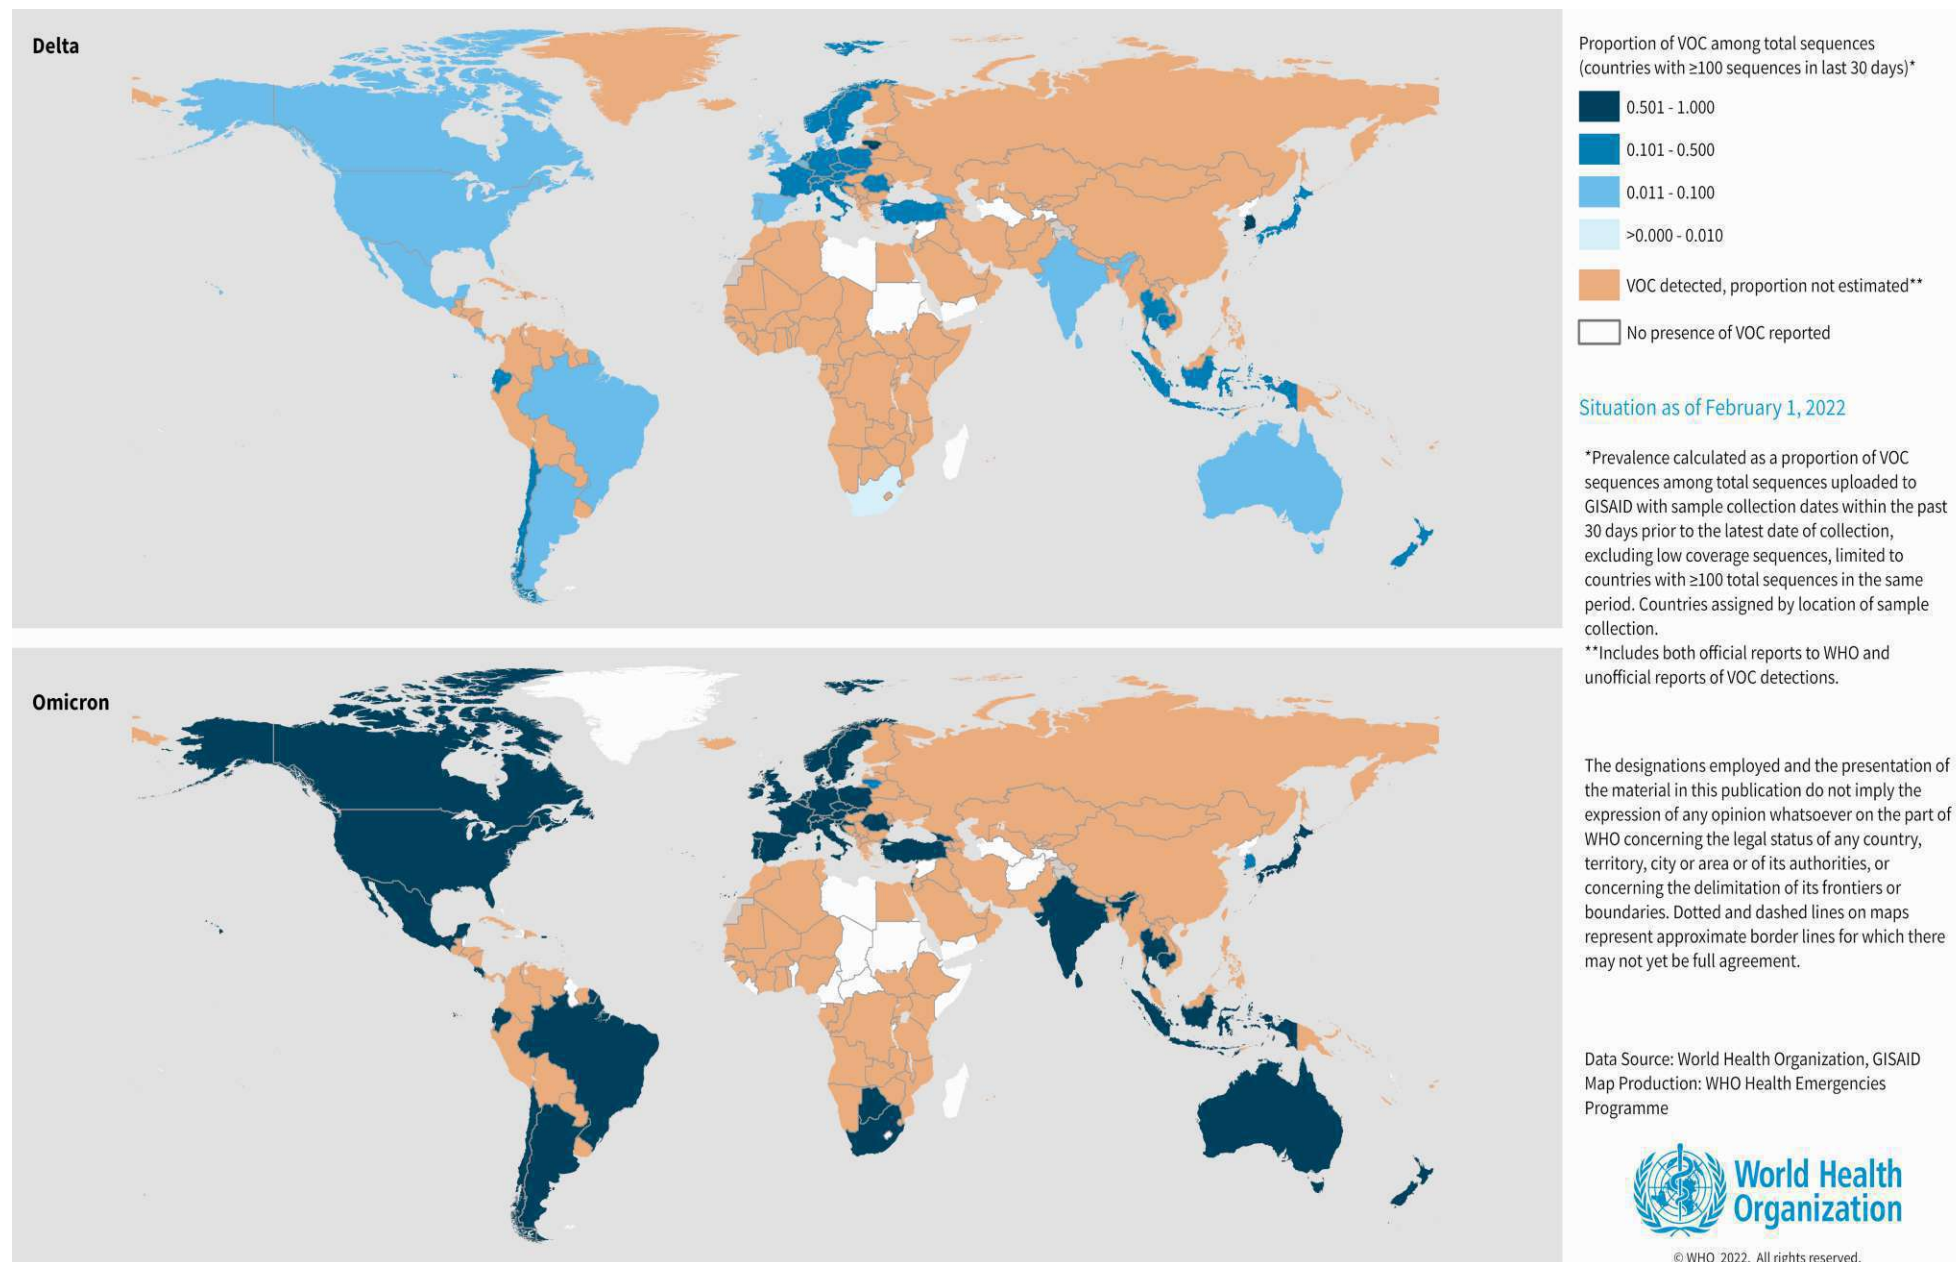 Delta
Proportion of VOC among total sequences
(countries with ≥100 sequences in last 30 days)*
0.501 - 1.000
0.101 - 0.500
0.011 - 0.100
>0.000 - 0.010
VOC detected, proportion not estimated**
No presence of VOC reported
Situation as of February 1, 2022
*Prevalence calculated as a proportion of VOC
sequences among total sequences uploaded to
GISAID with sample collection dates within the past
30 days prior to the latest date of collection,
excluding low coverage sequences, limited to
countries with ≥100 total sequences in the same
period. Countries assigned by location of sample
collection.
**Includes both official reports to WHO and
unofficial reports of VOC detections.
Omicron
The designations employed and the presentation of
the material in this publication do not imply the
expression of any opinion whatsoever on the part of
WHO concerning the legal status of any country,
territory, city or area or of its authorities, or
concerning the delimitation of its frontiers or
boundaries. Dotted and dashed lines on maps
represent approximate border lines for which there
may not yet be full agreement.
Data Source: World Health Organization, GISAID
Map Production: WHO Health Emergencies
Programme
World Health
Organization
© WHO 2022. All rights reserved.